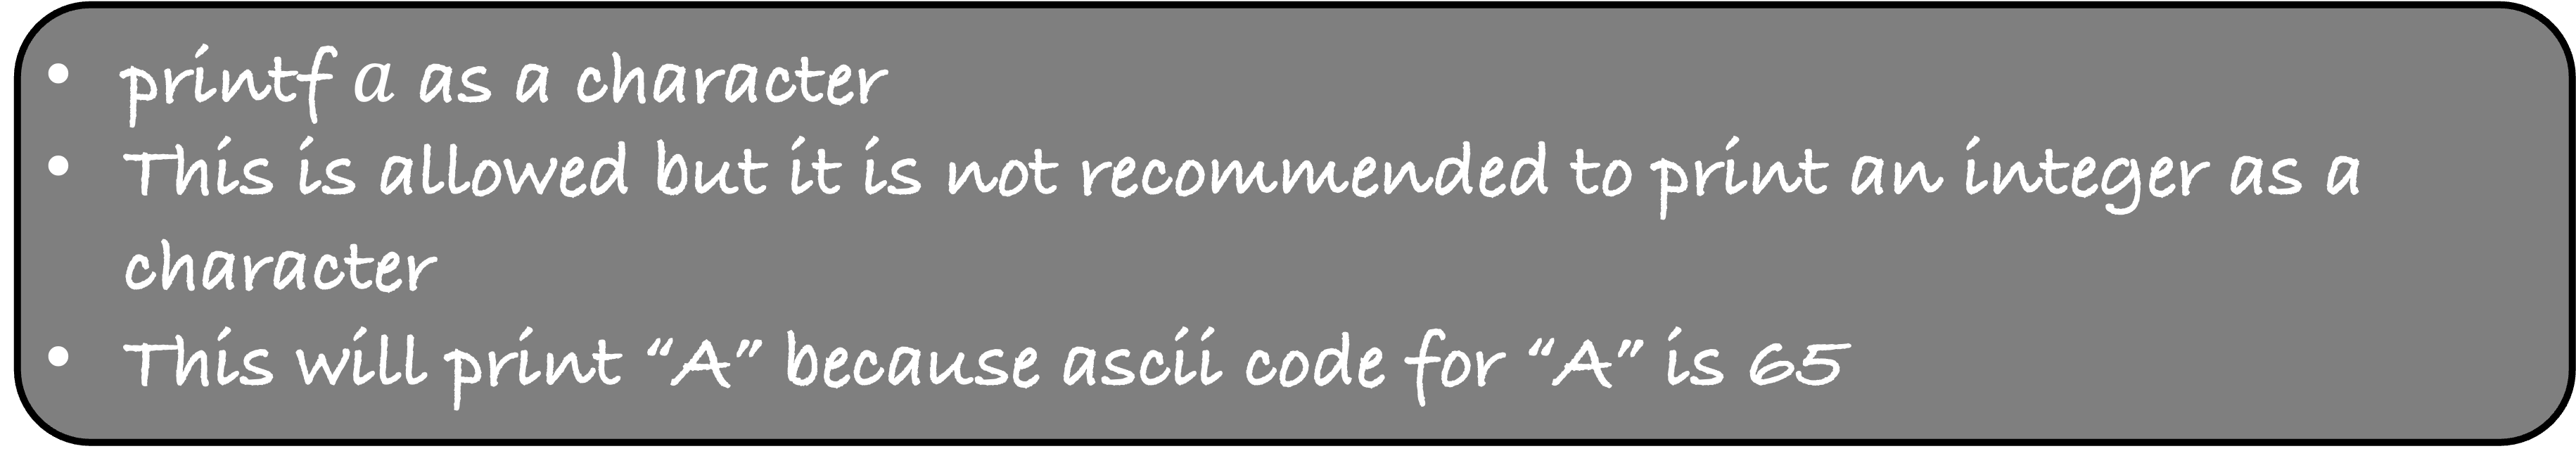 • printf a as a character
• This is allowed but it is not recommended to print an integer as a
character
• This will print “A” because ascii code for “A” is 65